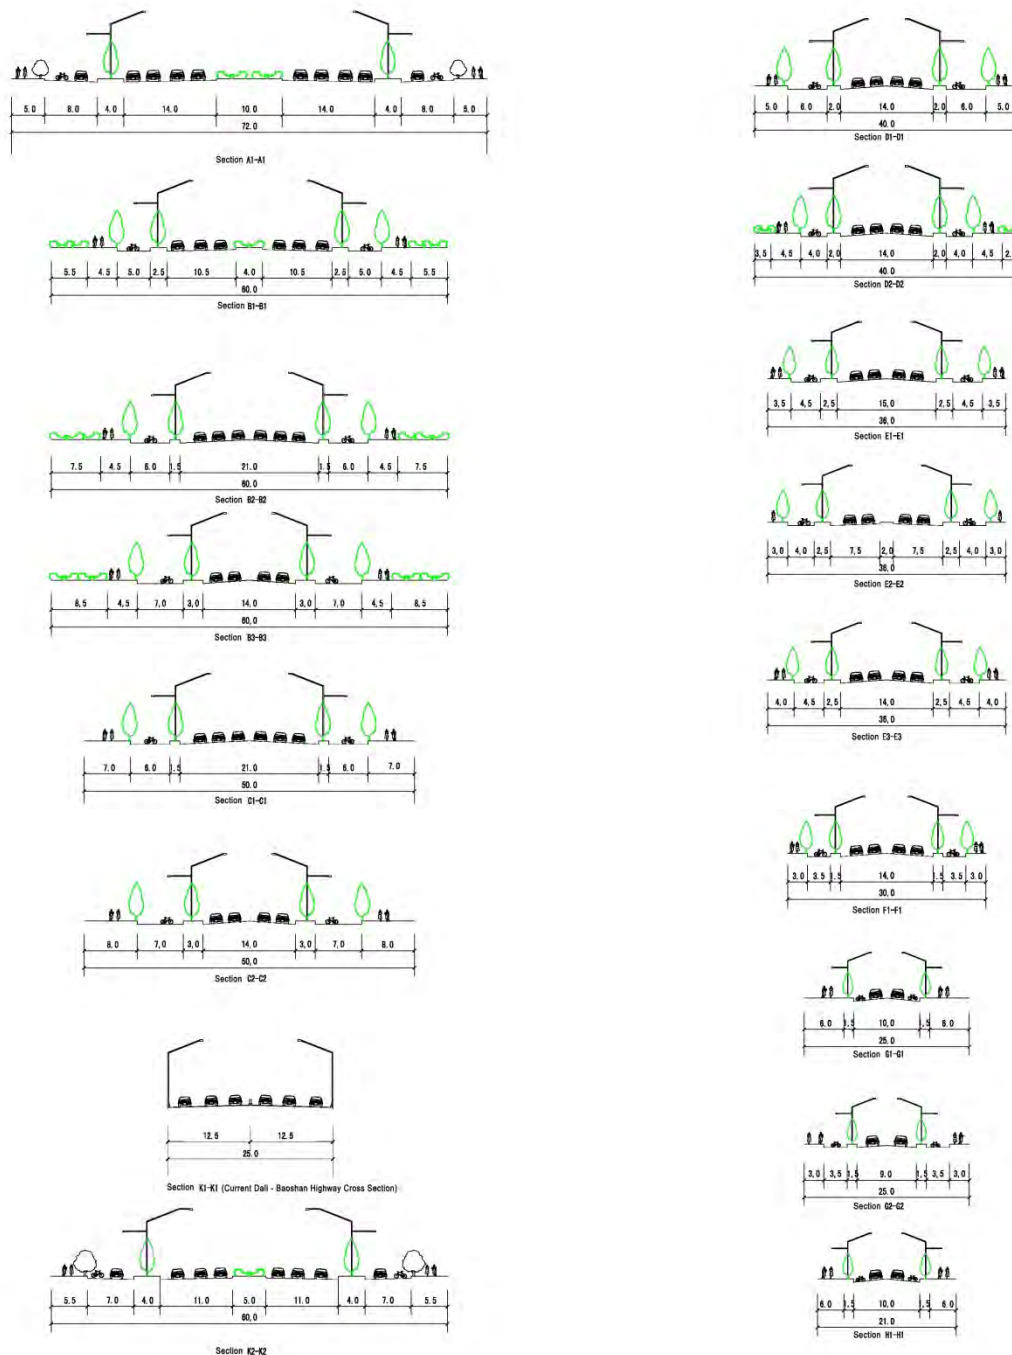 5.0 8.0 4.0 14.0 10.0 14.0 4.0 8.0 5.0
72.0
Section A1-A1
5.5 4.5 5.0 2.5 10.5 4.0 10.5 2.5 5.0 4.5 5.5
60.0
Section B1-B1
7.5 4.5 6.0 1.5 21.0 1.5 6.0 4.5 7.5
60.0
Section B2-B2
8,5 4,5 7,0 3,0 14,0 3,0 7,0 4,5 8,5
60,0
Section B3-B3
7.0 6.0 1.5 21.0 1.5 6.0 7.0
50.0
Section C1-C1
8,0 7,0 3,0 14,0 3,0 7,0 8,0
50,0
Section C2-C2
12.5 12.5
25.0
Section K1-K1 (Current Dali - Baoshan Highway Cross Section)
5.5 7.0 4.0 11.0 5.0 11.0 4.0 7.0 5.5
60,0
Section K2-K2
5.0 6.0 2.0 14.0 2.0 6.0 5.0
40.0
Section D1-D1
3,5 4,5 4,0 2,0 14,0 2,0 4,0 4,5 2,
40.0
Section D2-D2
3,5 4,5 2,5 15,0 2,5 4,5 3,5
36,0
Section E1-E1
3,0 4,0 2,5 7,5 2,0 7,5 2,5 4,0 3,0
36,0
Section E2-E2
4,0 4,5 2,5 14,0 2,5 4,5 4,0
36,0
Section E3-E3
3.0 3.5 1.5 14.0 1.5 3.5 3.0
30.0
Section F1-F1
6.0 1.5 10,0 1.5 6.0
25.0
Section G1-G1
3,0 3,5 1,5 9.0 1,5 3,5 3,0
25.0
Section G2-G2
6.0 1.5 10.0 1.5 6.0
21.0
Section H1-H1